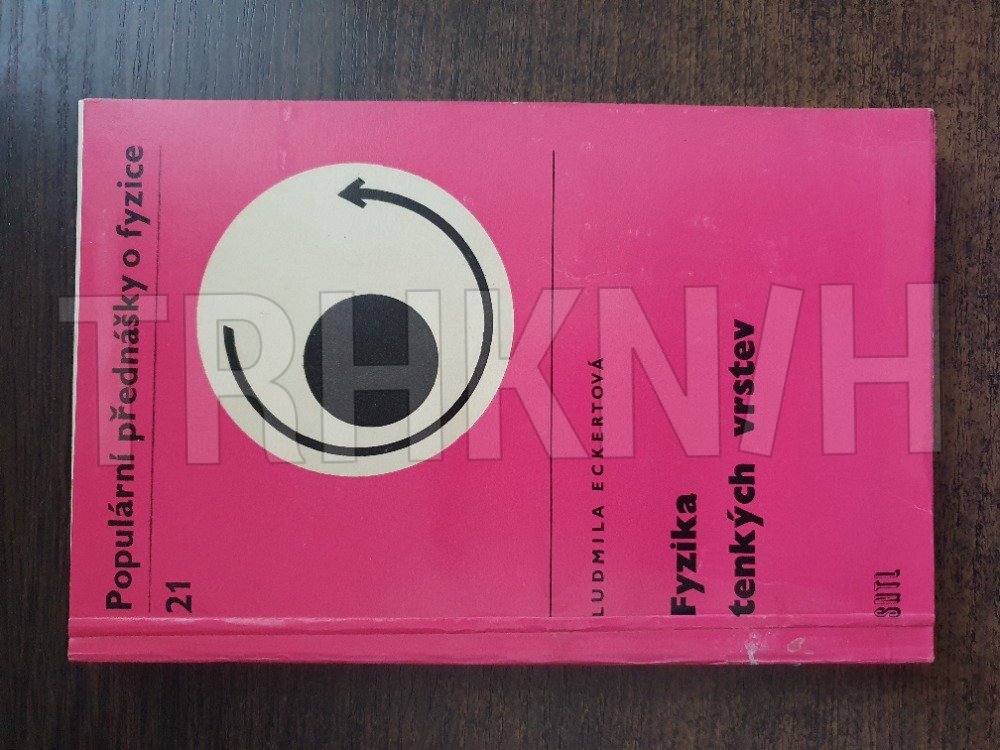 Populární přednášky o fyzice
21
LUDMILA ECKERTOVÁ
Fyzika
tenkých vrstev
SNTL
TRHKNIH